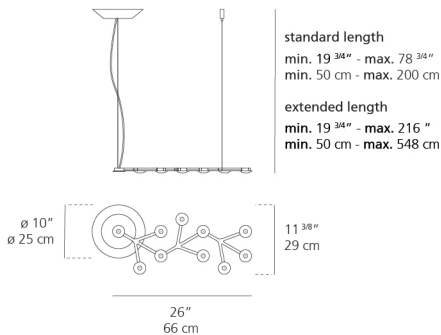 standard length
min. 19 3/4" - max. 78 3/4"
min. 50 cm - max. 200 cm
extended length
min. 19 3/4" - max. 216 "
min. 50 cm - max. 548 cm
ø 10"
ø 25 cm
11 3/8"
29 cm
26"
66 cm